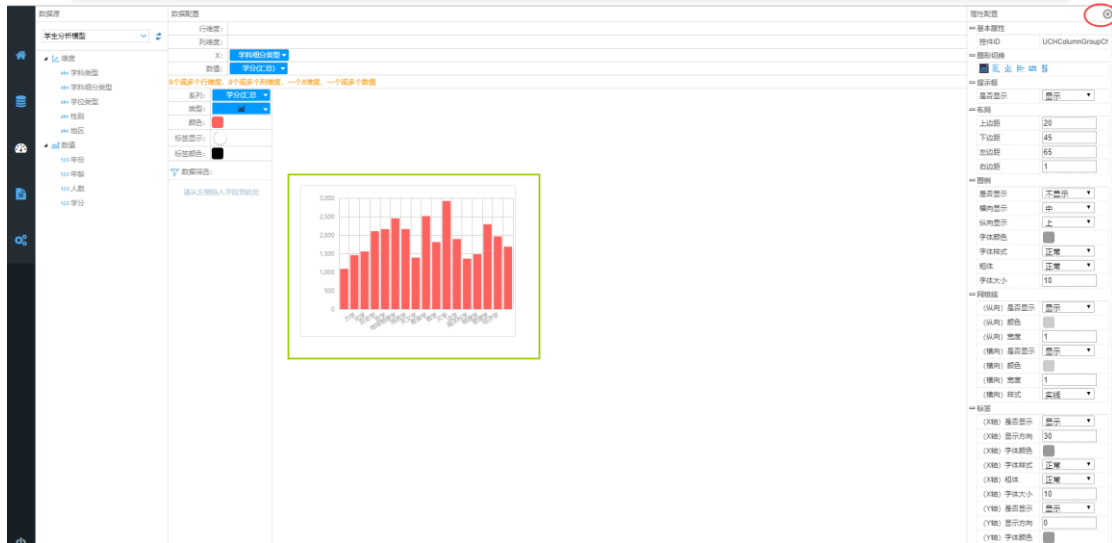 数据源
学生分析模型
维度
abc 学科类型
abc 学科细分类型
abc 学位类型
abc 性别
abc 地区
数值
123 年份
123 年龄
123 人数
123 学分
数据配置
行维度:
列维度:
X: 学科细分类型
数值: 学分(汇总)
0个或多个行维度, 0个或多个列维度, 一个X维度, 一个或多个数值
系列: 学分(汇总
类型:
颜色:
标签显示:
标签颜色:
数据筛选:
请从左侧拖入字段到此处
3,000
2,500
2,000
1,500
1,000
500
0
属性配置
基本属性
控件ID UCHColumnGroupCh
图形切换
提示框
是否显示 显示
布局
上边距 20
下边距 45
左边距 65
右边距 1
图例
是否显示 不显示
横向显示 中
纵向显示 上
字体颜色
字体样式 正常
粗体 正常
字体大小 10
网格线
(纵向) 是否显示 显示
(纵向) 颜色
(纵向) 宽度 1
(横向) 是否显示 显示
(横向) 颜色
(横向) 宽度 1
(横向) 样式 实线
标签
(X轴) 是否显示 显示
(X轴) 显示方向 30
(X轴) 字体颜色
(X轴) 字体样式 正常
(X轴) 粗体 正常
(X轴) 字体大小 10
(Y轴) 是否显示 显示
(Y轴) 显示方向 0
(Y轴) 字体颜色